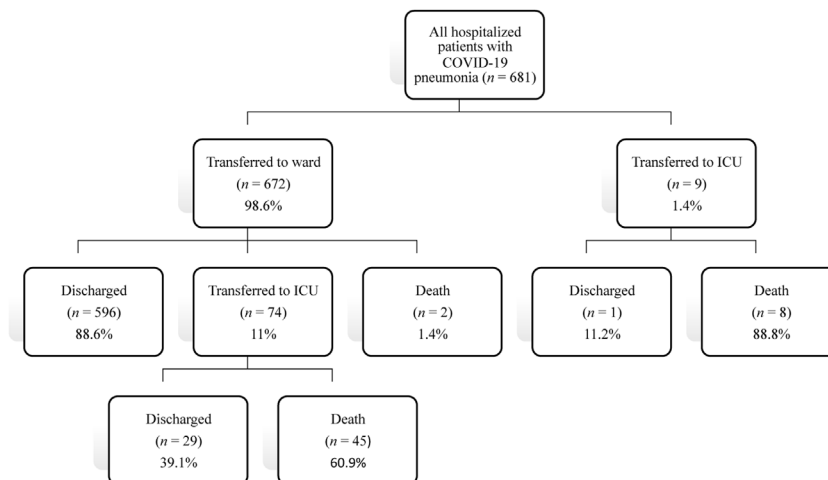 All hospitalized
patients with
COVID-19
pneumonia (n = 681)
Transferred to ward
(n = 672)
98.6%
Transferred to ICU
(n = 9)
1.4%
Discharged
(n = 596)
88.6%
Transferred to ICU
(n = 74)
11%
Death
(n = 2)
1.4%
Discharged
(n = 1)
11.2%
Death
(n = 8)
88.8%
Discharged
(n = 29)
39.1%
Death
(n = 45)
60.9%